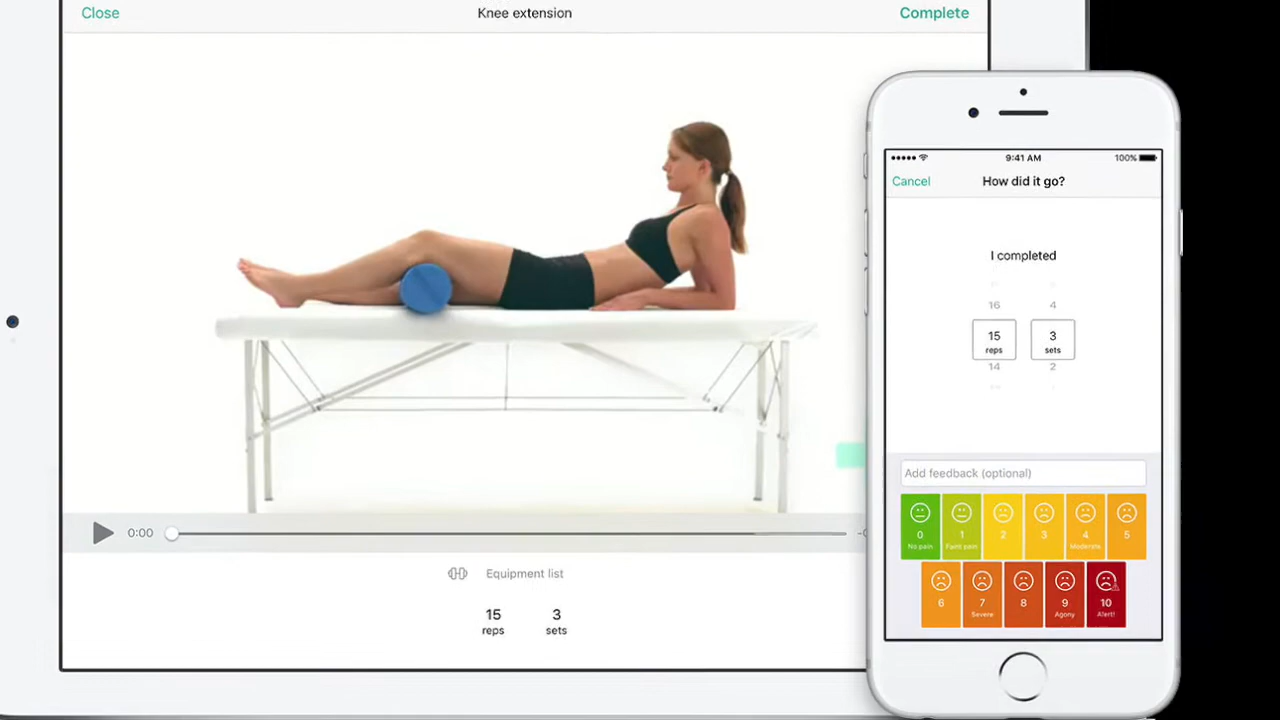 Close
Knee extension
Complete
0:00
Equipment list
15
reps
3
sets
9:41 AM
100%
Cancel
How did it go?
I completed
16
4
15
reps
3
sets
14
2
Add feedback (optional)
0
No pain
1
Faint pain
2
3
4
Moderate
5
6
7
Severe
8
9
Agony
10
Alert!